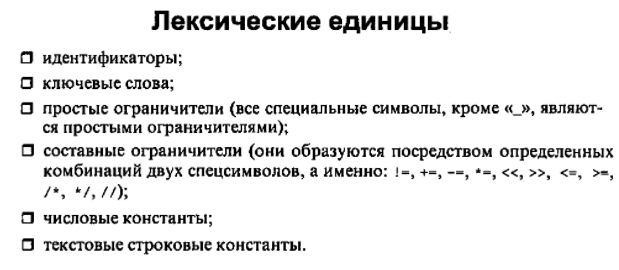 Лексические единицы
❒ идентификаторы;
❒ ключевые слова;
❒ простые ограничители (все специальные символы, кроме «_», являют-
ся простыми ограничителями);
❒ составные ограничители (они образуются посредством определенных
комбинаций двух спецсимволов, а именно: !=, +=, -=, *=, <<, >>, <=, >=,
/*, */, //);
❒ числовые константы;
❒ текстовые строковые константы.